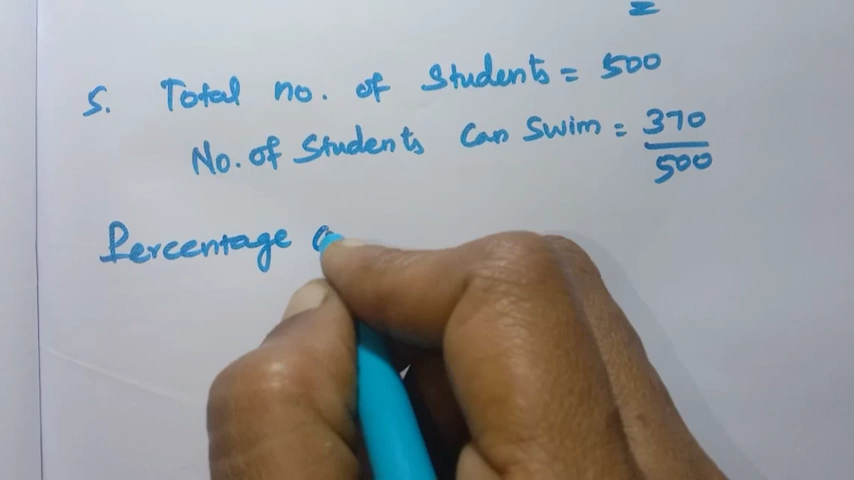 =
5. Total no. of Students = 500
No. of Students Can Swim = 370/500
Percentage